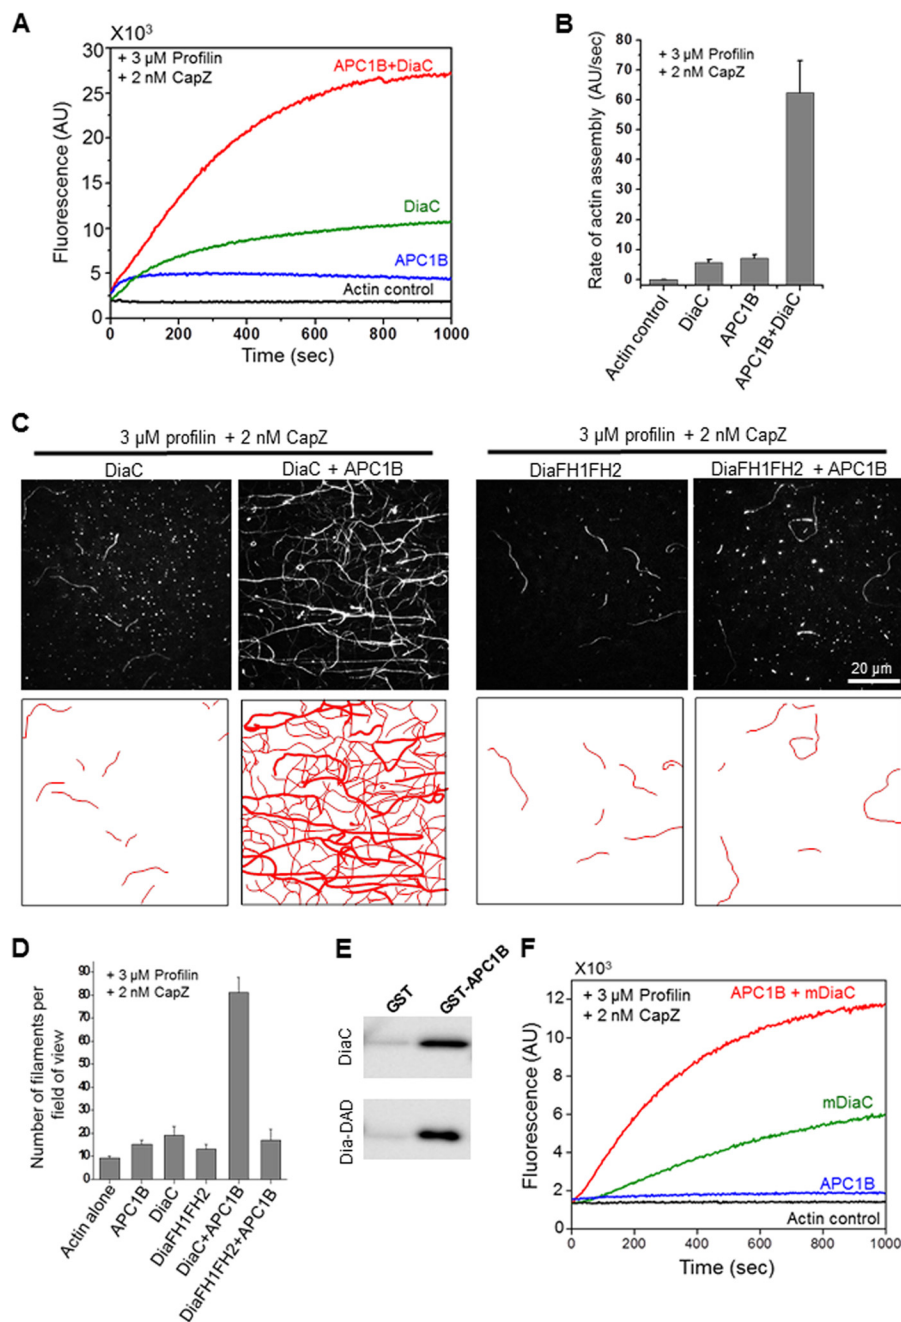 A
X10³
+ 3 µM Profilin
+ 2 nM CapZ
APC1B+DiaC
DiaC
APC1B
Actin control
Fluorescence (AU)
30
25
20
15
10
5
0
0 200 400 600 800 1000
Time (sec)
B
+ 3 µM Profilin
+ 2 nM CapZ
Rate of actin assembly (AU/sec)
80
70
60
50
40
30
20
10
0
Actin control
DiaC
APC1B
APC1B+DiaC
C
3 µM profilin + 2 nM CapZ
DiaC
DiaC + APC1B
3 µM profilin + 2 nM CapZ
DiaFH1FH2
DiaFH1FH2 + APC1B
20 µm
D
+ 3 µM Profilin
+ 2 nM CapZ
Number of filaments per
field of view
90
80
70
60
50
40
30
20
10
0
Actin alone
APC1B
DiaC
DiaFH1FH2
DiaC+APC1B
DiaFH1FH2+APC1B
E
GST
GST-APC1B
DiaC
Dia-DAD
F
X10³
+ 3 µM Profilin
+ 2 nM CapZ
APC1B + mDiaC
mDiaC
APC1B
Actin control
Fluorescence (AU)
12
10
8
6
4
2
0
0 200 400 600 800 1000
Time (sec)